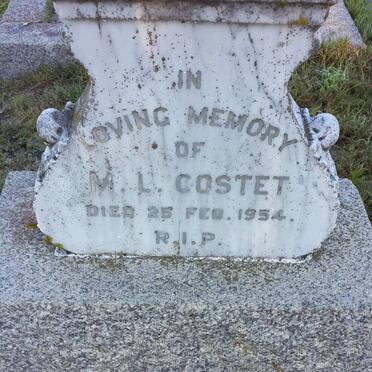 IN
LOVING MEMORY
OF
M. L. COSTET
DIED 25 FEB. 1954.
R.I.P.